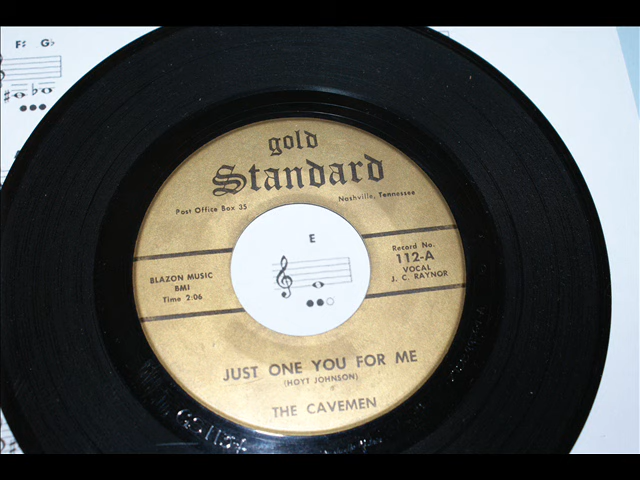 F♯ G♭
gold
Standard
Post Office Box 35
Nashville, Tennessee
E
Record No.
112-A
VOCAL
J. C. RAYNOR
BLAZON MUSIC
BMI
Time 2:06
JUST ONE YOU FOR ME
(HOYT JOHNSON)
THE CAVEMEN